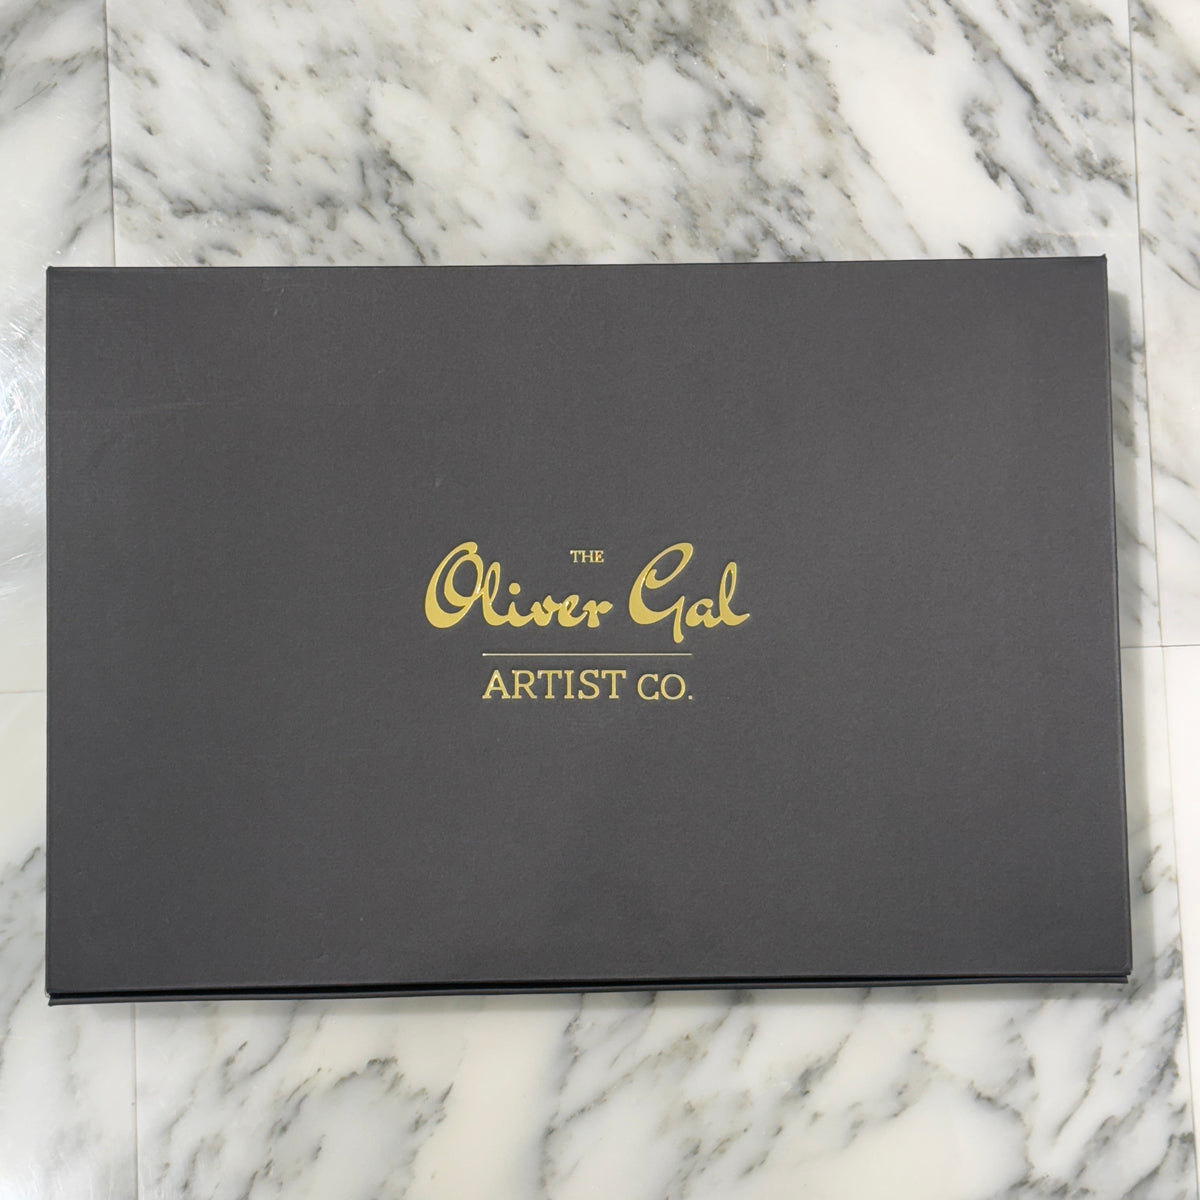 THE
Oliver Gal
ARTIST CO.